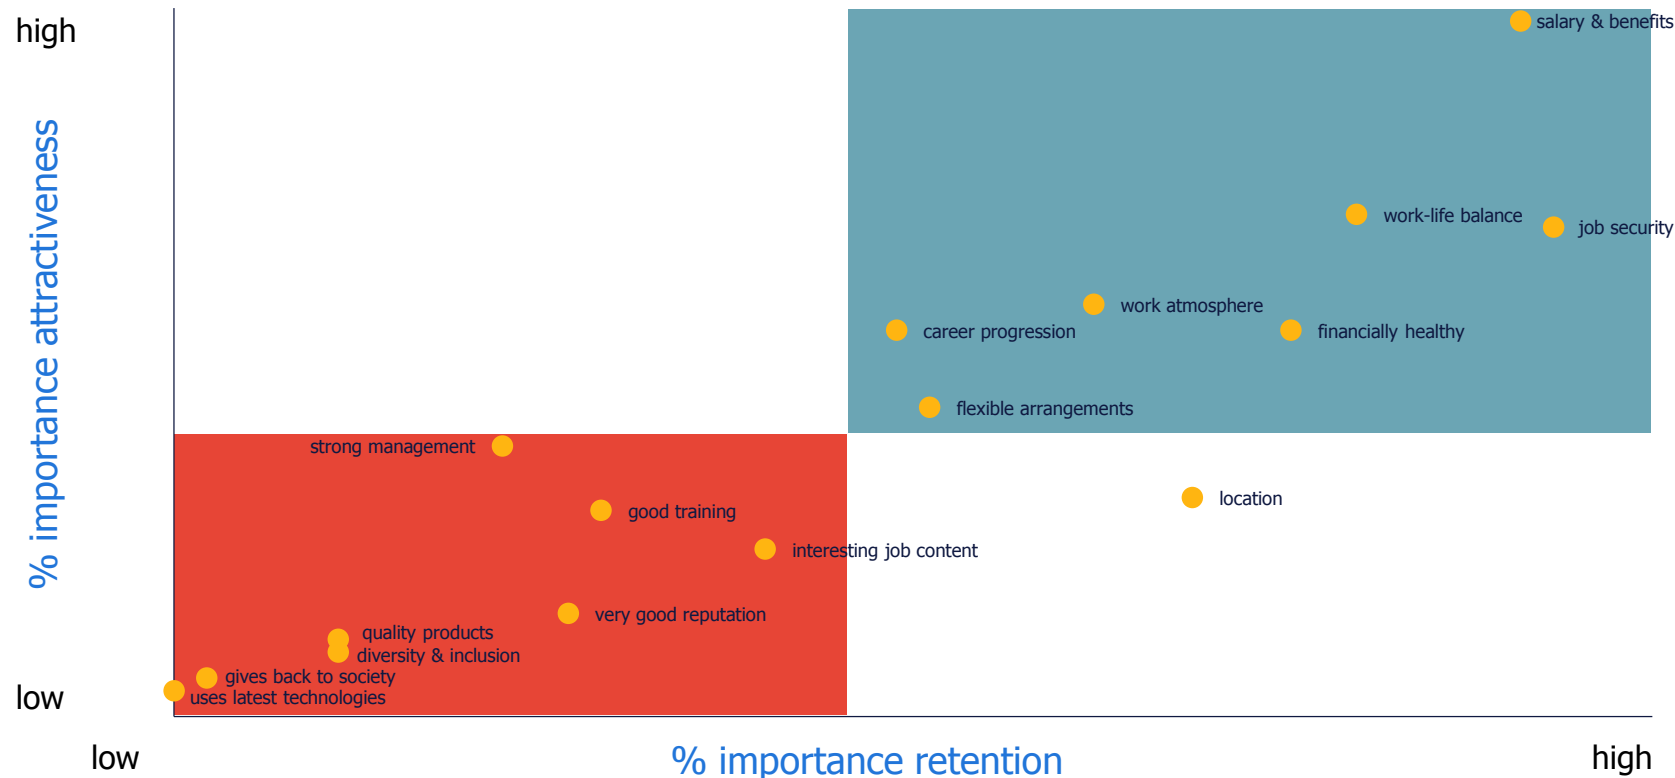 high
salary & benefits
% importance attractiveness
work-life balance
job security
work atmosphere
career progression
financially healthy
flexible arrangements
strong management
location
good training
interesting job content
very good reputation
quality products
diversity & inclusion
gives back to society
low
uses latest technologies
low
% importance retention
high